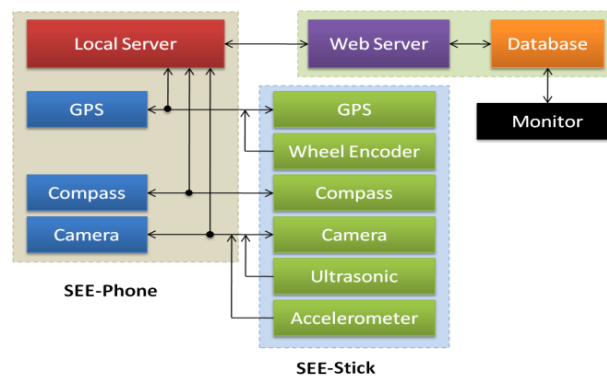 Local Server
Web Server
Database
GPS
GPS
Monitor
Wheel Encoder
Compass
Compass
Camera
Camera
Ultrasonic
SEE-Phone
Accelerometer
SEE-Stick